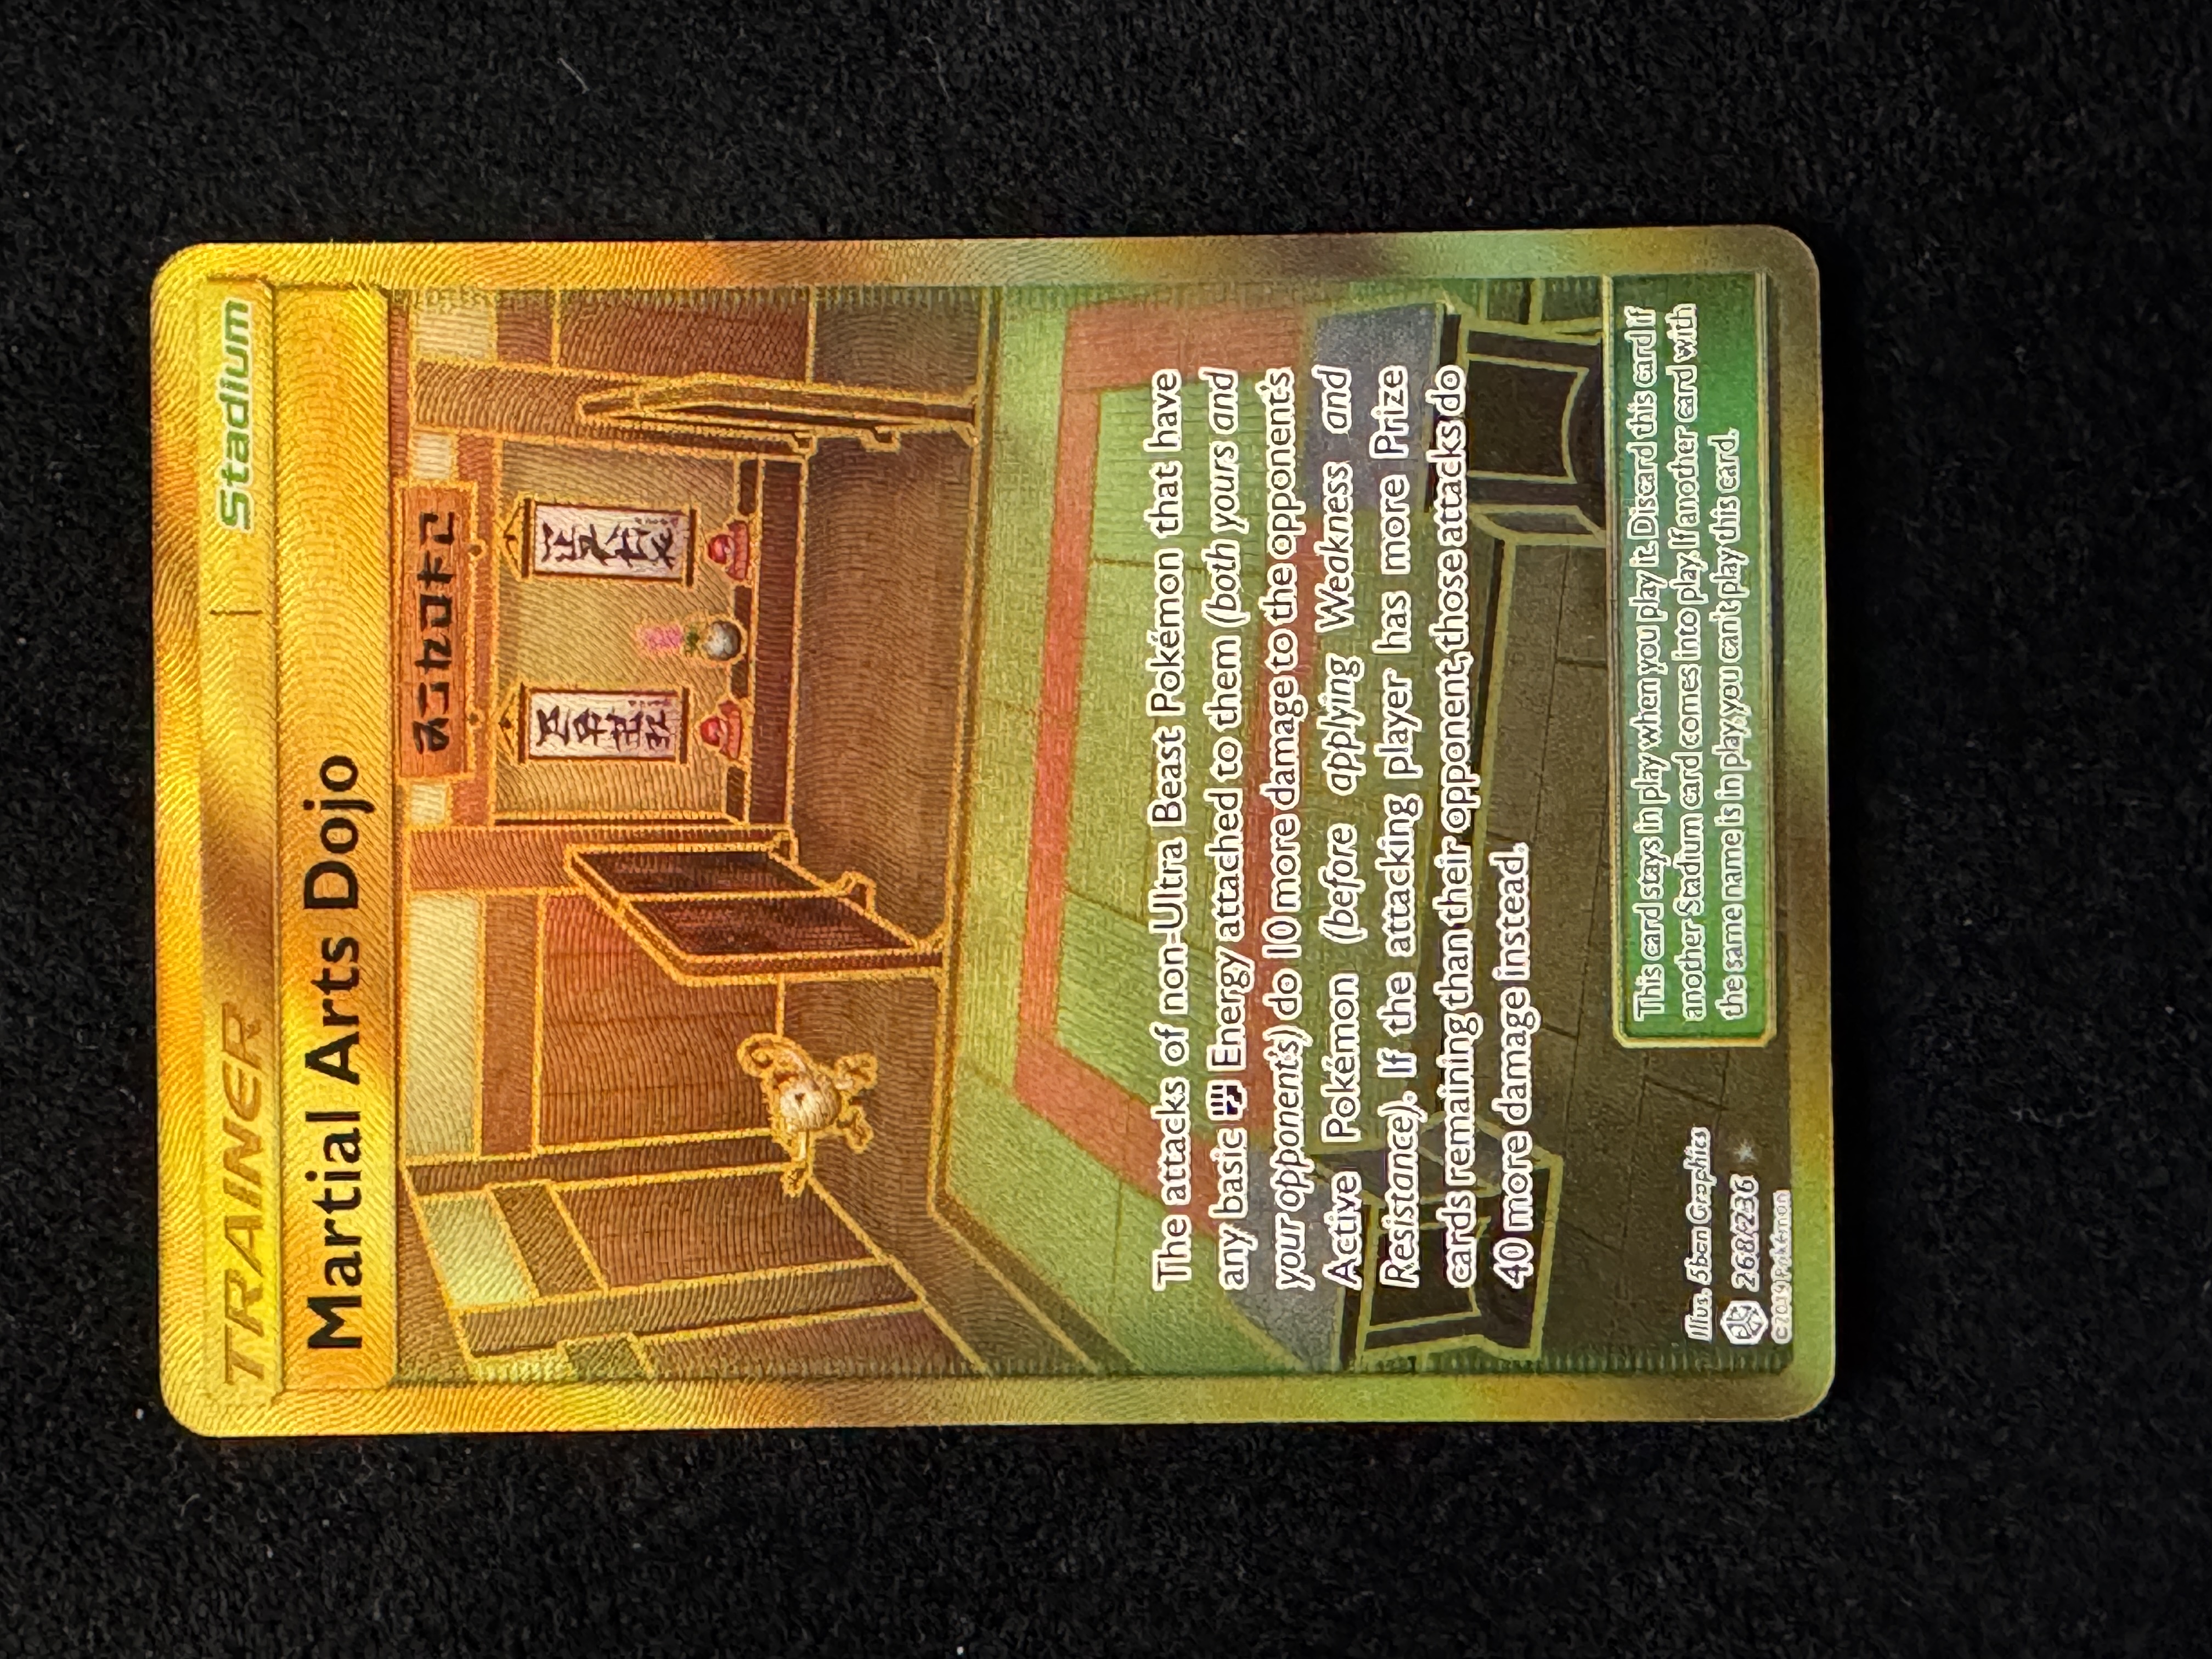 TRAINER
Stadium
Martial Arts Dojo
The attacks of non-Ultra Beast Pokémon that have
any basic Energy attached to them (both yours and
your opponent's) do 10 more damage to the opponent's
Active Pokémon (before applying Weakness and
Resistance). If the attacking player has more Prize
cards remaining than their opponent, those attacks do
40 more damage instead.
This card stays in play when you play it. Discard this card if
another Stadium card comes into play. If another card with
the same name is in play, you can't play this card.
Illus. 5ban Graphics
268/236
©2019 Pokémon